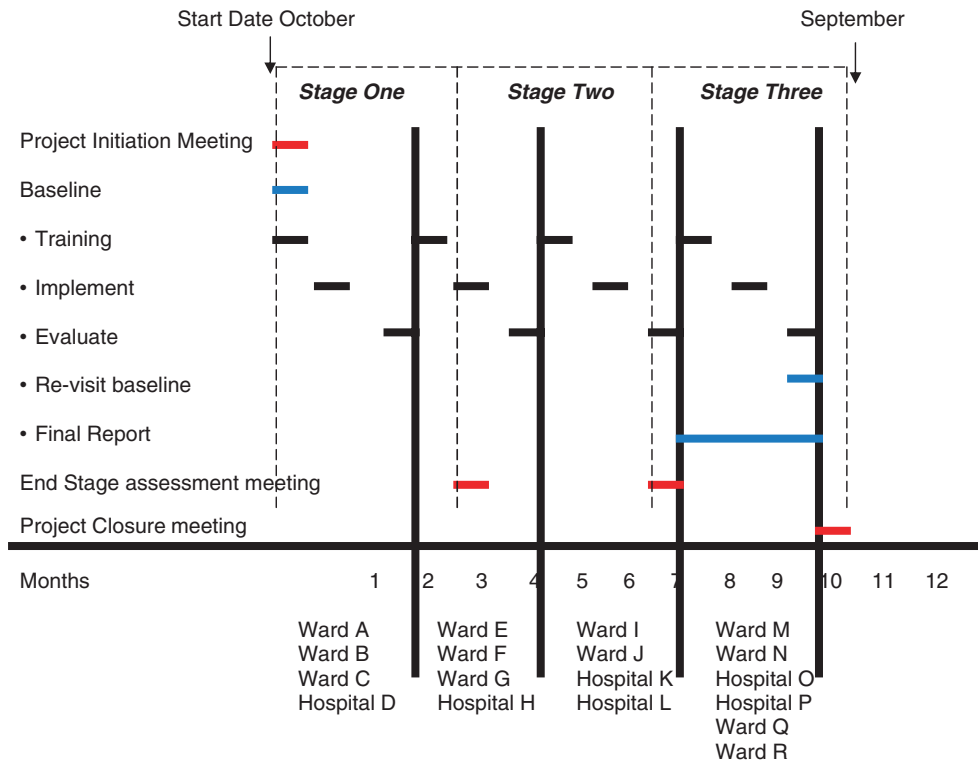 Start Date October
September
Stage One
Stage Two
Stage Three
Project Initiation Meeting
Baseline
• Training
• Implement
• Evaluate
• Re-visit baseline
• Final Report
End Stage assessment meeting
Project Closure meeting
Months 1 2 3 4 5 6 7 8 9 10 11 12
Ward A
Ward B
Ward C
Hospital D
Ward E
Ward F
Ward G
Hospital H
Ward I
Ward J
Hospital K
Hospital L
Ward M
Ward N
Hospital O
Hospital P
Ward Q
Ward R